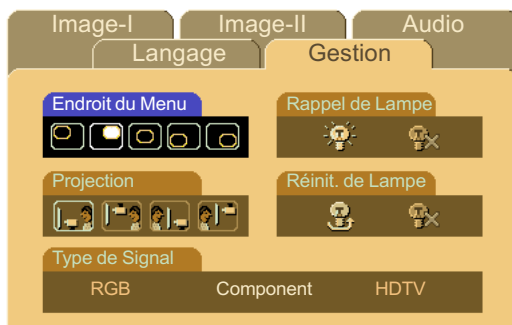 Image-I Image-II Audio
Langage Gestion
Endroit du Menu Rappel de Lampe
Projection Réinit. de Lampe
Type de Signal
RGB Component HDTV